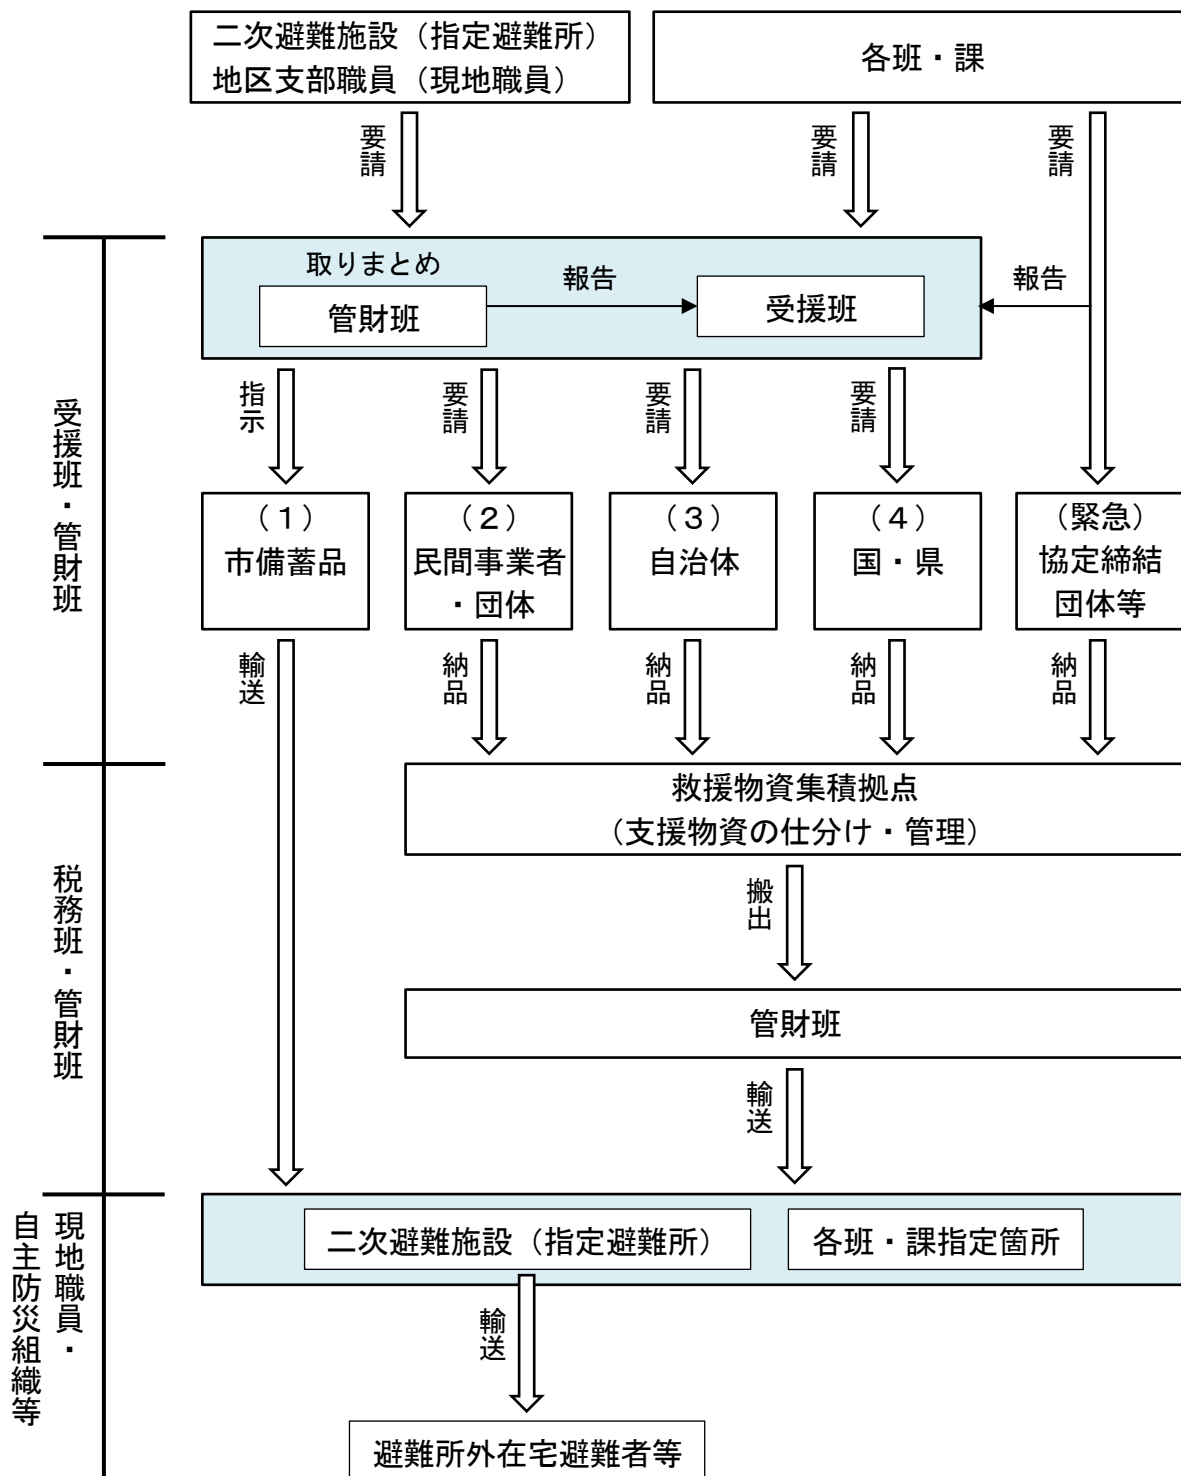 二次避難施設（指定避難所）
地区支部職員（現地職員）
各班・課
要請
要請
要請
取りまとめ
管財班
報告
受援班
報告
指示
要請
要請
要請
受援班・管財班
（１）
市備蓄品
（２）
民間事業者
・団体
（３）
自治体
（４）
国・県
（緊急）
協定締結
団体等
輸送
納品
納品
納品
納品
救援物資集積拠点
（支援物資の仕分け・管理）
搬出
税務班・管財班
管財班
輸送
現地職員・
自主防災組織等
二次避難施設（指定避難所）
各班・課指定箇所
輸送
避難所外在宅避難者等